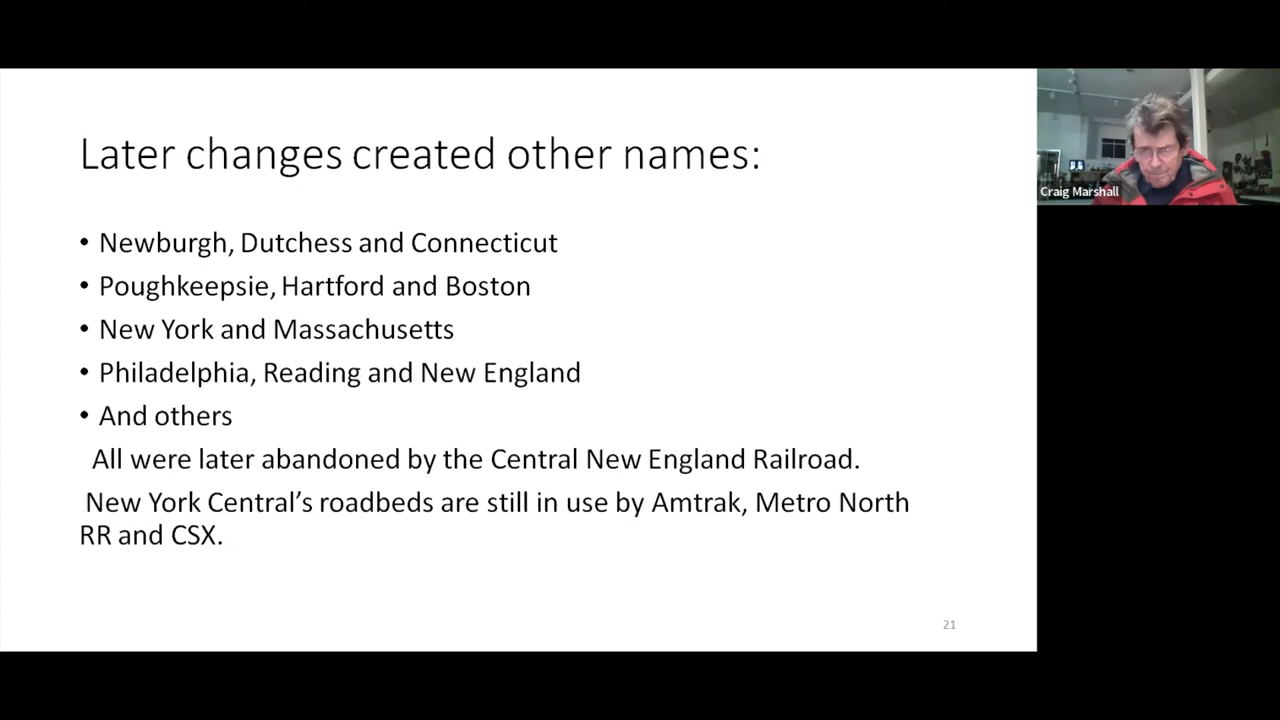 Later changes created other names:
• Newburgh, Dutchess and Connecticut
• Poughkeepsie, Hartford and Boston
• New York and Massachusetts
• Philadelphia, Reading and New England
• And others
All were later abandoned by the Central New England Railroad.
New York Central's roadbeds are still in use by Amtrak, Metro North
RR and CSX.
21
Craig Marshall